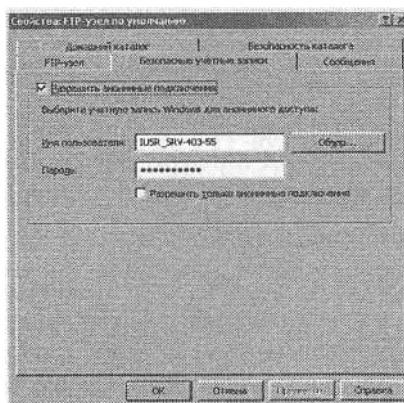 Свойства: FTP-узел по умолчанию
Домашний каталог
Безопасность каталога
FTP-узел
Безопасные учетные записи
Сообщения
Разрешить анонимные подключения
Выберите учетную запись Windows для анонимного доступа:
Имя пользователя:
IUSR_SRV-403-55
Обзор...
Пароль:
Разрешить только анонимные подключения
OK
Отмена
Применить
Справка